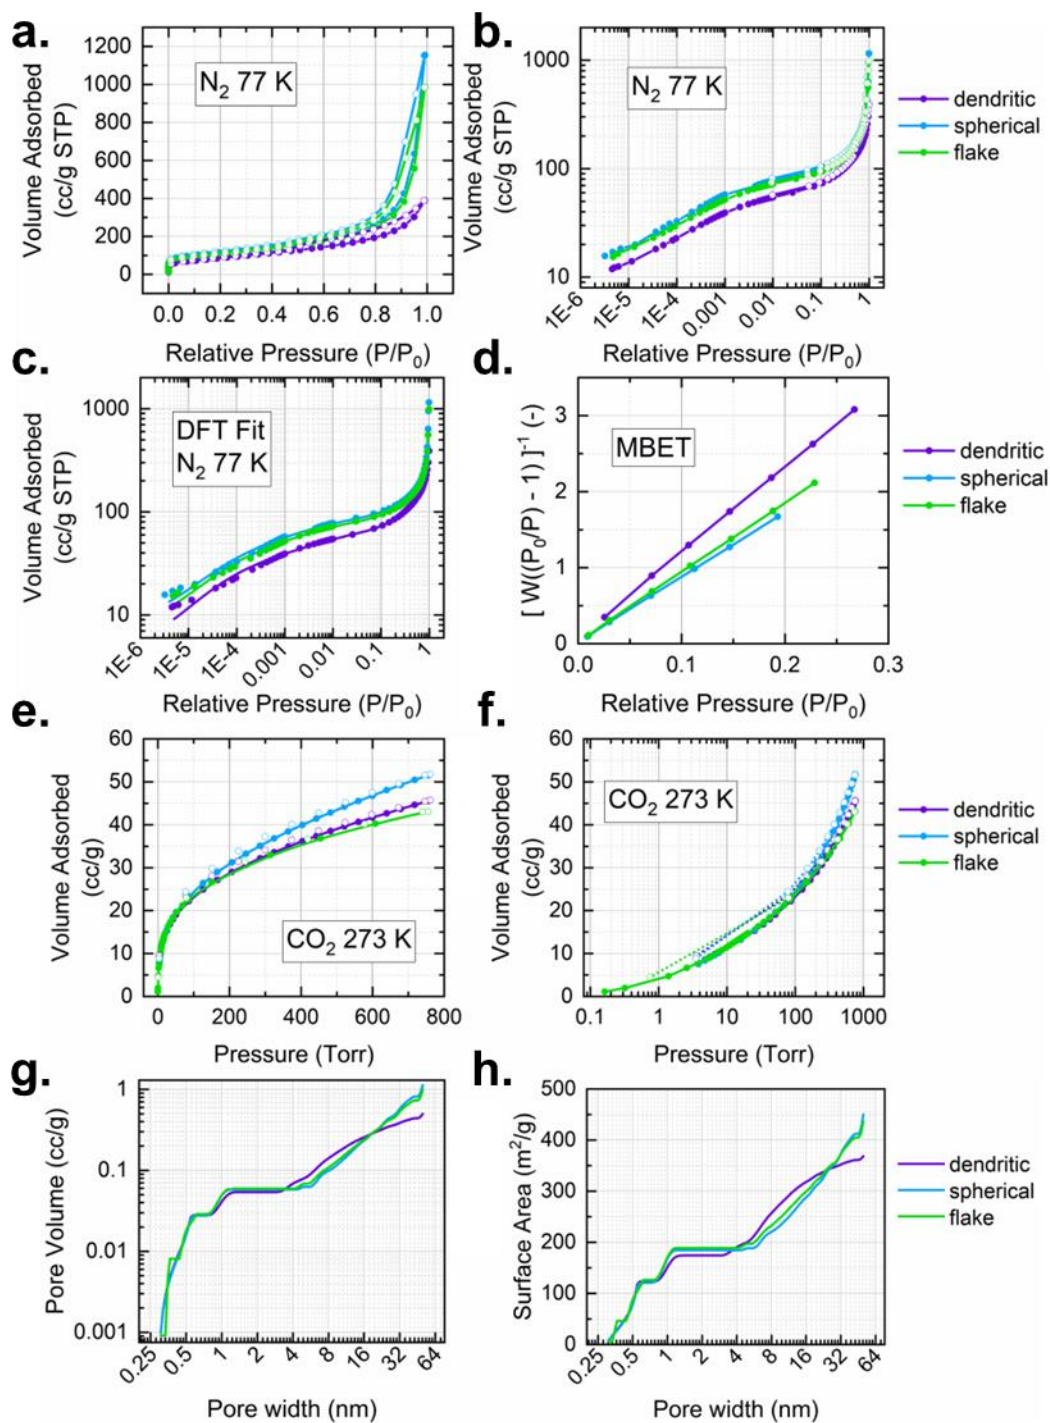 a.
Volume Adsorbed
(cc/g STP)
1200
1000
800
600
400
200
0
N2 77 K
0.0 0.2 0.4 0.6 0.8 1.0
Relative Pressure (P/P0)
b.
Volume Adsorbed
(cc/g STP)
1000
100
10
N2 77 K
1E-6 1E-5 1E-4 0.001 0.01 0.1 1
Relative Pressure (P/P0)
dendritic
spherical
flake
c.
Volume Adsorbed
(cc/g STP)
1000
100
10
DFT Fit
N2 77 K
1E-6 1E-5 1E-4 0.001 0.01 0.1 1
Relative Pressure (P/P0)
d.
[ W((P0/P) - 1) ]-1 (-)
3
2
1
0
MBET
0.0 0.1 0.2 0.3
Relative Pressure (P/P0)
dendritic
spherical
flake
e.
Volume Adsorbed
(cc/g)
60
50
40
30
20
10
0
CO2 273 K
0 200 400 600 800
Pressure (Torr)
f.
Volume Adsorbed
(cc/g)
60
50
40
30
20
10
0
CO2 273 K
0.1 1 10 100 1000
Pressure (Torr)
dendritic
spherical
flake
g.
Pore Volume (cc/g)
1
0.1
0.01
0.001
0.25 0.5 1 2 4 8 16 32 64
Pore width (nm)
h.
Surface Area (m2/g)
500
400
300
200
100
0
0.25 0.5 1 2 4 8 16 32 64
Pore width (nm)
dendritic
spherical
flake